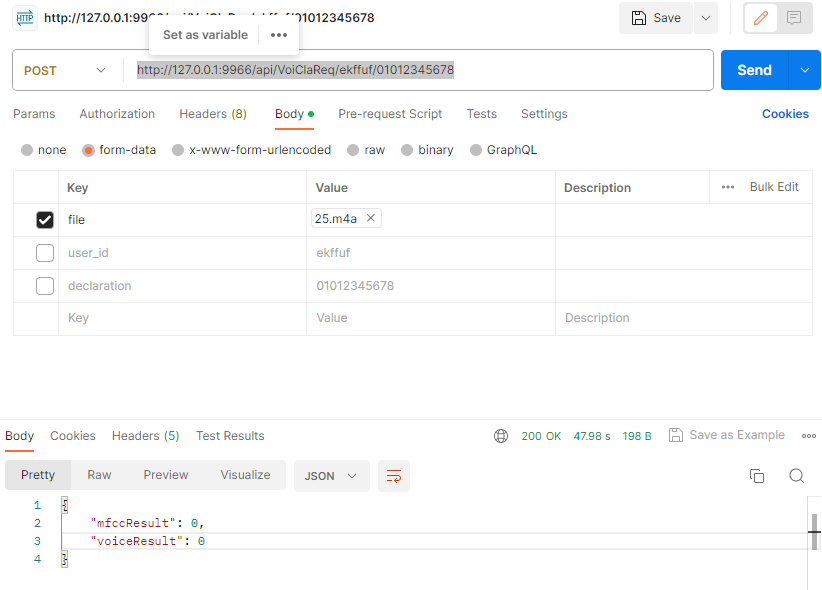 HTTP http://127.0.0.1:9966/api/VoiClaReq/ekffuf/01012345678 Save
Set as variable
POST http://127.0.0.1:9966/api/VoiClaReq/ekffuf/01012345678 Send
Params Authorization Headers (8) Body Pre-request Script Tests Settings Cookies
none form-data x-www-form-urlencoded raw binary GraphQL
Key Value Description Bulk Edit
file 25.m4a
user_id ekffuf
declaration 01012345678
Key Value Description
Body Cookies Headers (5) Test Results 200 OK 47.98 s 198 B Save as Example
Pretty Raw Preview Visualize JSON
1 {
2 "mfccResult": 0,
3 "voiceResult": 0
4 }